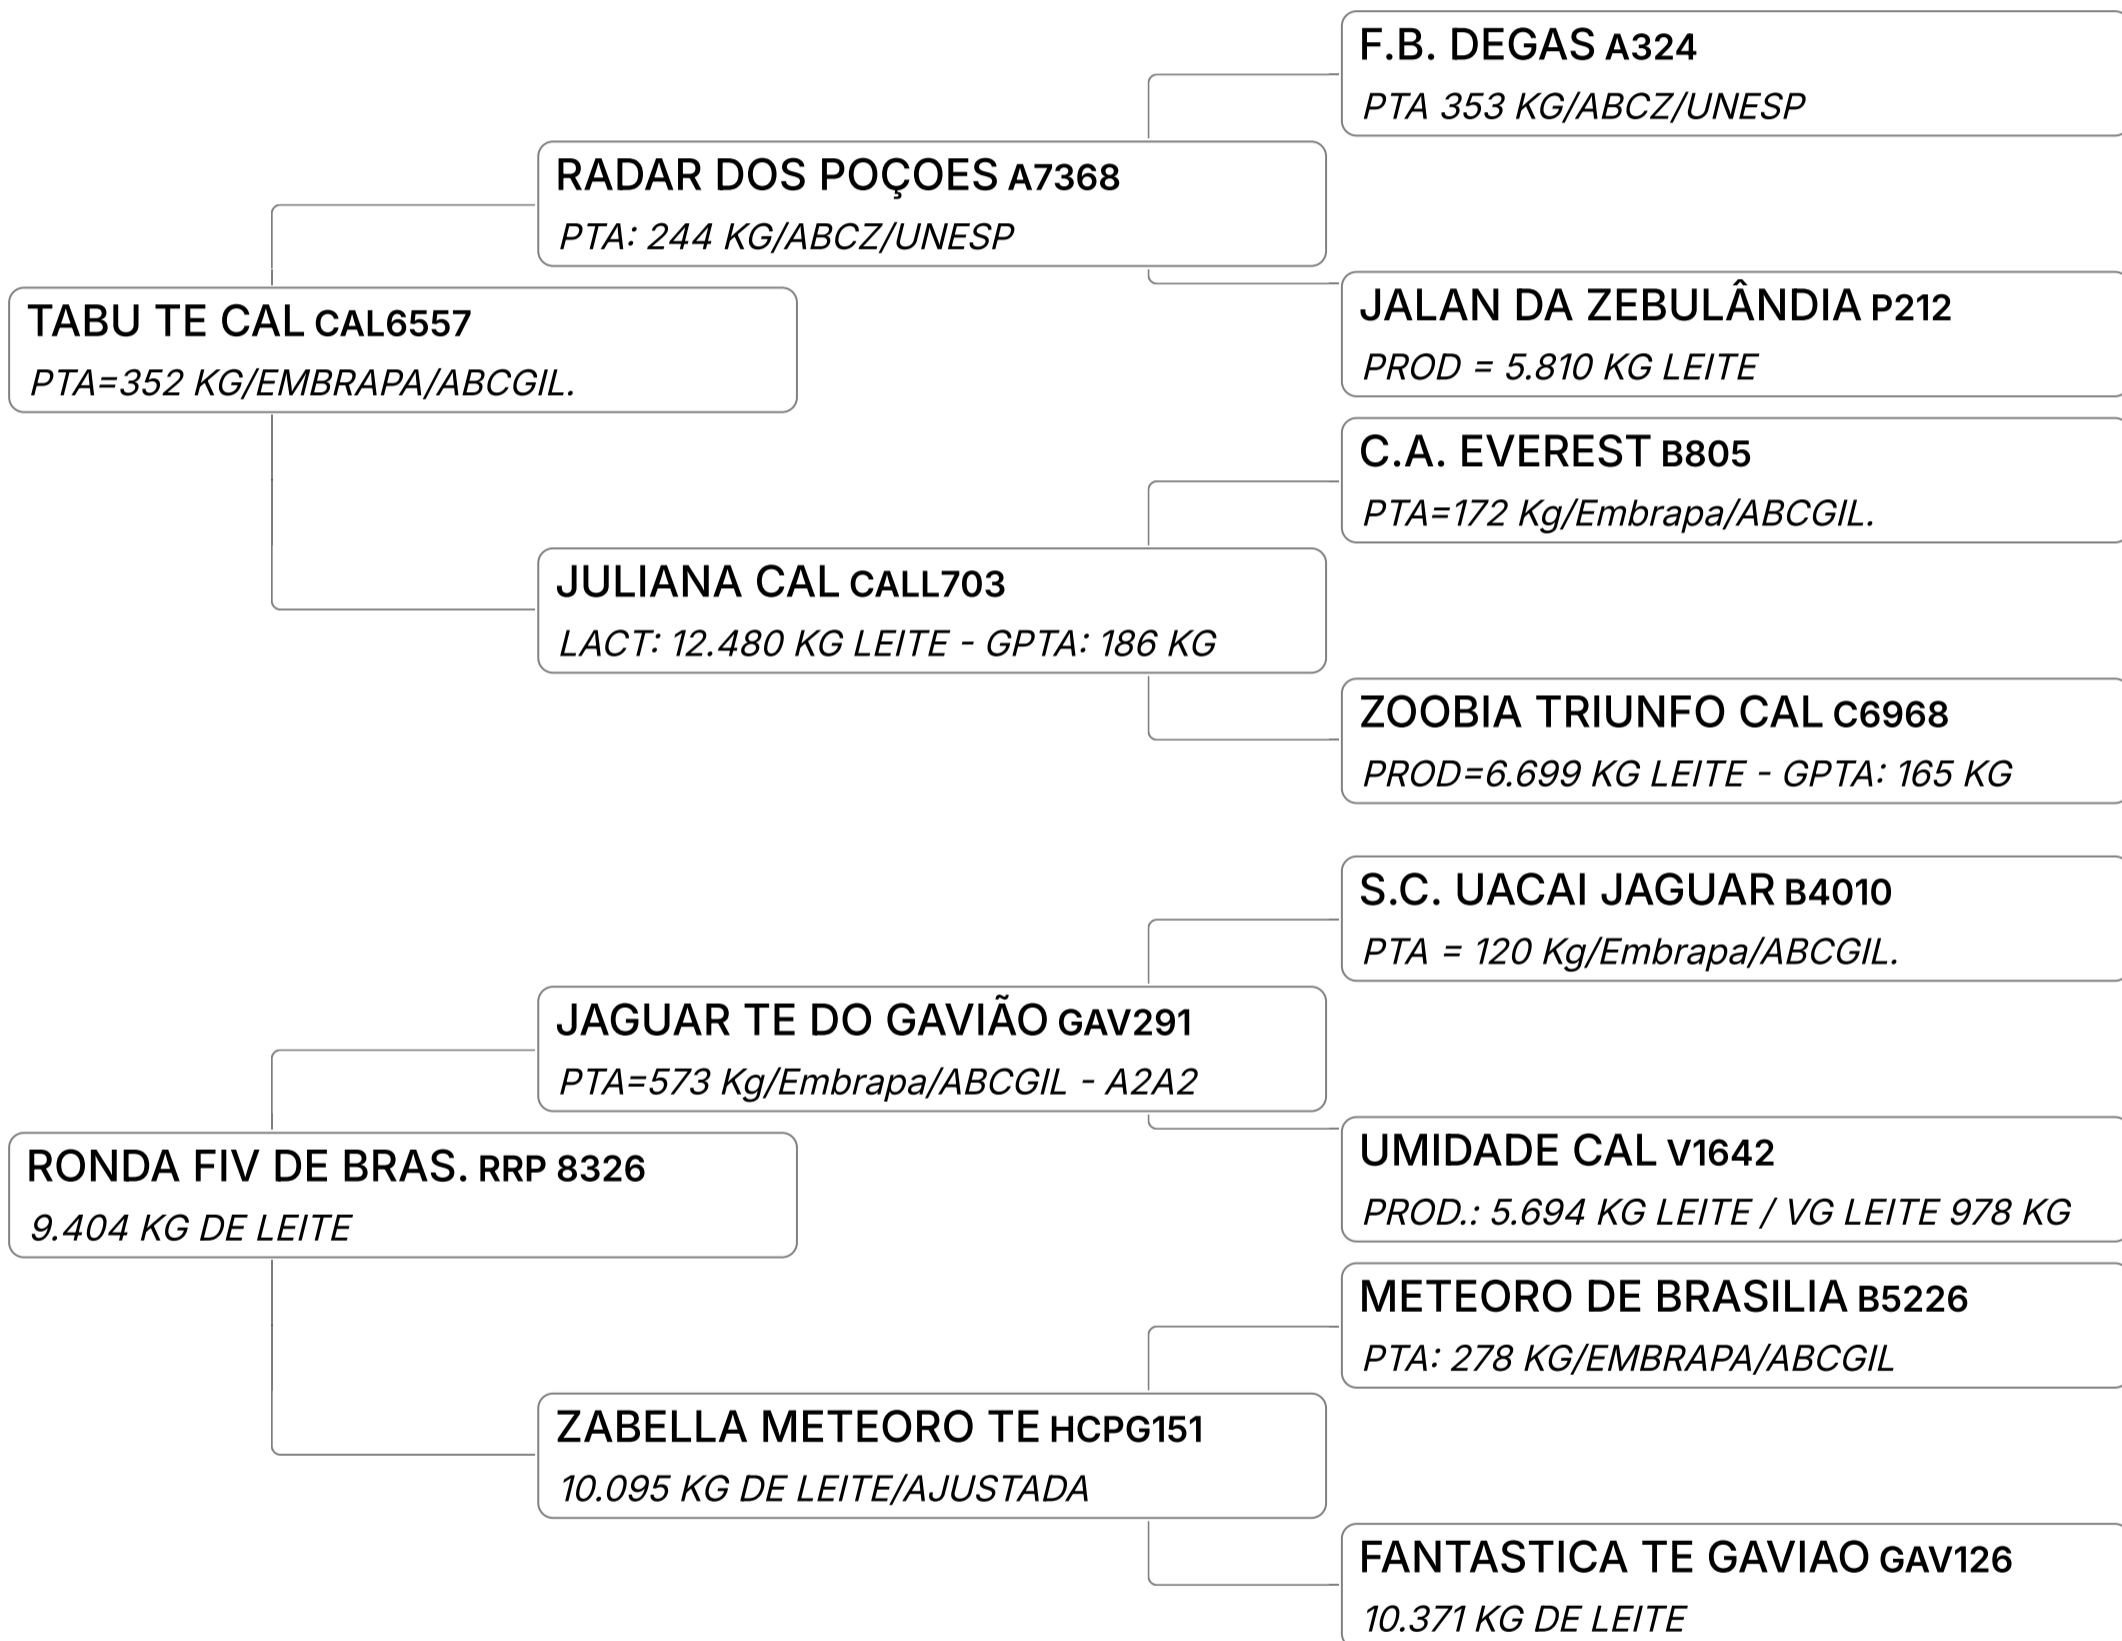 F.B. DEGAS A324
PTA 353 KG/ABCZ/UNESP
RADAR DOS POÇOES A7368
PTA: 244 KG/ABCZ/UNESP
JALAN DA ZEBULÂNDIA P212
PROD = 5.810 KG LEITE
TABU TE CAL CAL6557
PTA=352 KG/EMBRAPA/ABCGIL.
C.A. EVEREST B805
PTA=172 Kg/Embrapa/ABCGIL.
JULIANA CAL CALL703
LACT: 12.480 KG LEITE - GPTA: 186 KG
ZOOBIA TRIUNFO CAL C6968
PROD=6.699 KG LEITE - GPTA: 165 KG
S.C. UACAI JAGUAR B4010
PTA = 120 Kg/Embrapa/ABCGIL.
JAGUAR TE DO GAVIÃO GAV291
PTA=573 Kg/Embrapa/ABCGIL - A2A2
UMIDADE CAL V1642
PROD.: 5.694 KG LEITE / VG LEITE 978 KG
RONDA FIV DE BRAS. RRP 8326
9.404 KG DE LEITE
METEORO DE BRASILIA B5226
PTA: 278 KG/EMBRAPA/ABCGIL
ZABELLA METEORO TE HCPG151
10.095 KG DE LEITE/AJUSTADA
FANTASTICA TE GAVIAO GAV126
10.371 KG DE LEITE